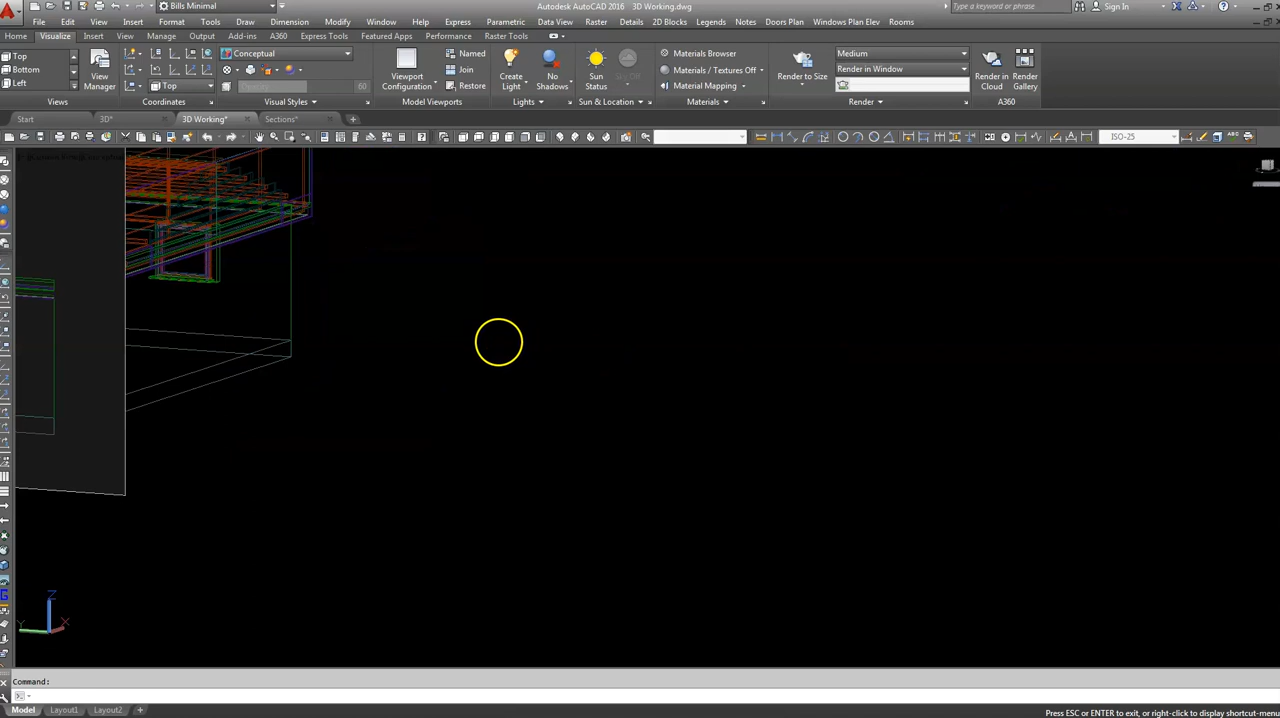 Bills Minimal
Autodesk AutoCAD 2016   3D Working.dwg
Type a keyword or phrase
Sign In
File Edit View Insert Format Tools Draw Dimension Modify Window Help Express Parametric Raster Details 2D Blocks Legends Notes Doors Plan Windows Plan Elev Rooms
Home Visualize Insert View Manage Output Add-ins A360 Express Tools Featured Apps Performance Raster Tools
Top
Bottom
Left
View
Manager
Views
Top
Coordinates
Conceptual
Opacity 60
Visual Styles
Viewport
Configuration
Named
Join
Restore
Model Viewports
Create
Light
No
Shadows
Lights
Sun
Status
Sky Off
Sun & Location
Materials Browser
Materials / Textures Off
Material Mapping
Materials
Render to Size
Medium
Render in Window
Render
Render in
Cloud
Render
Gallery
A360
Start 3D* 3D Working* Sections*
ISO-25
Z
Y
X
Command:
Model Layout1 Layout2
Press ESC or ENTER to exit, or right-click to display shortcut-menu